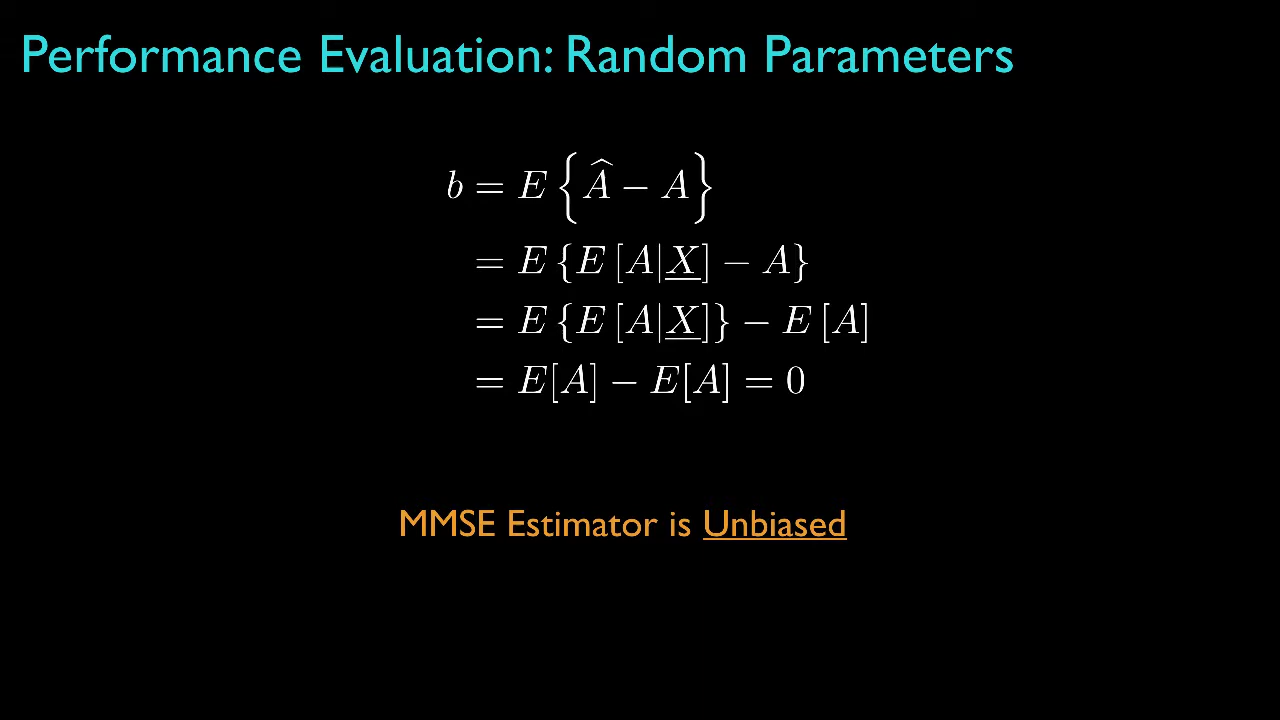 Performance Evaluation: Random Parameters
b = E { Â − A }
= E { E [A|X] − A }
= E { E [A|X] } − E [A]
= E[A] − E[A] = 0
MMSE Estimator is Unbiased